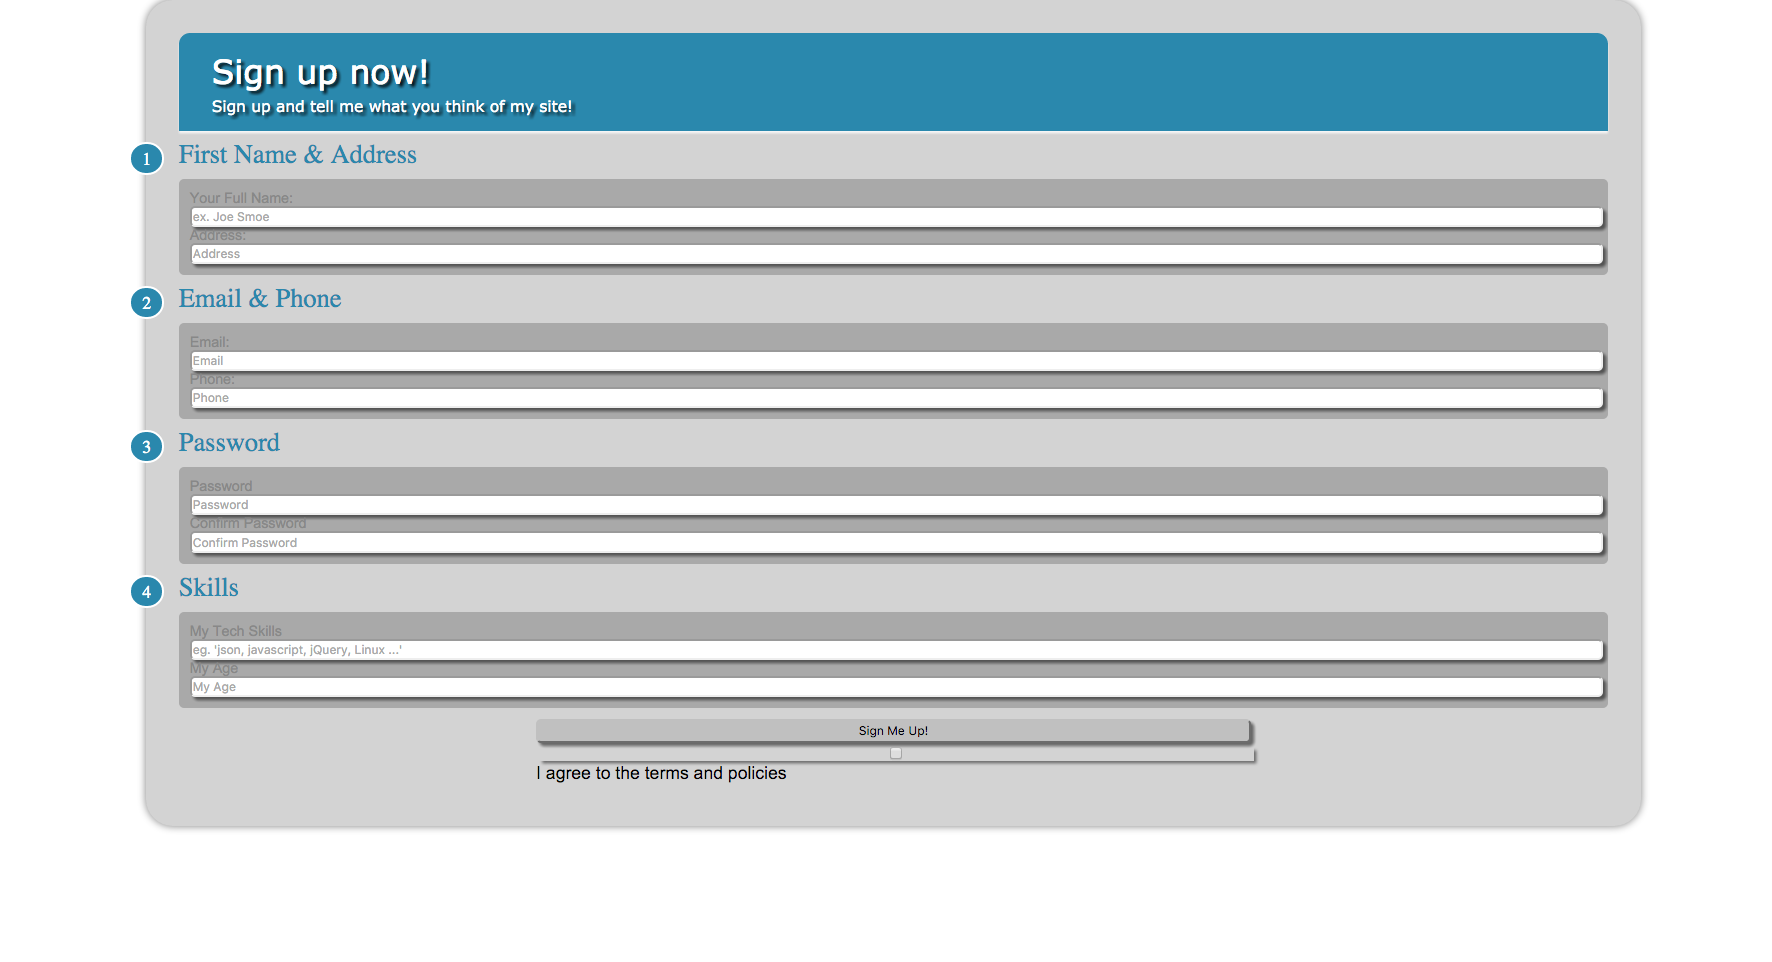 Sign up now!
Sign up and tell me what you think of my site!
1 First Name & Address
Your Full Name:
ex. Joe Smoe
Address:
Address
2 Email & Phone
Email:
Email
Phone:
Phone
3 Password
Password
Password
Confirm Password
Confirm Password
4 Skills
My Tech Skills
eg. 'json, javascript, jQuery, Linux ...'
My Age
My Age
Sign Me Up!
I agree to the terms and policies